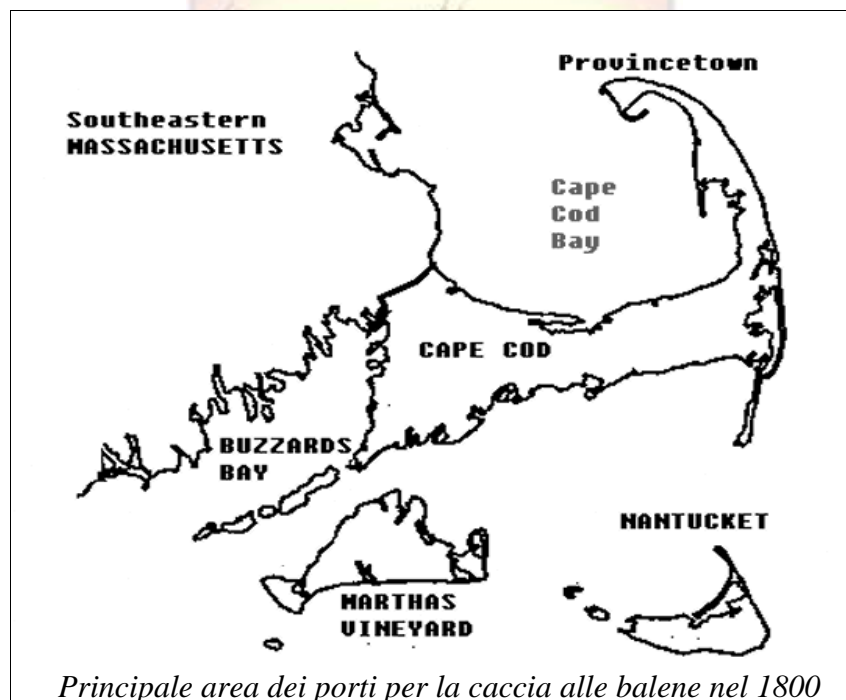 Provincetown
Southeastern
MASSACHUSETTS
Cape
Cod
Bay
CAPE COD
BUZZARDS
BAY
NANTUCKET
MARTHAS
VINEYARD
Principale area dei porti per la caccia alle balene nel 1800